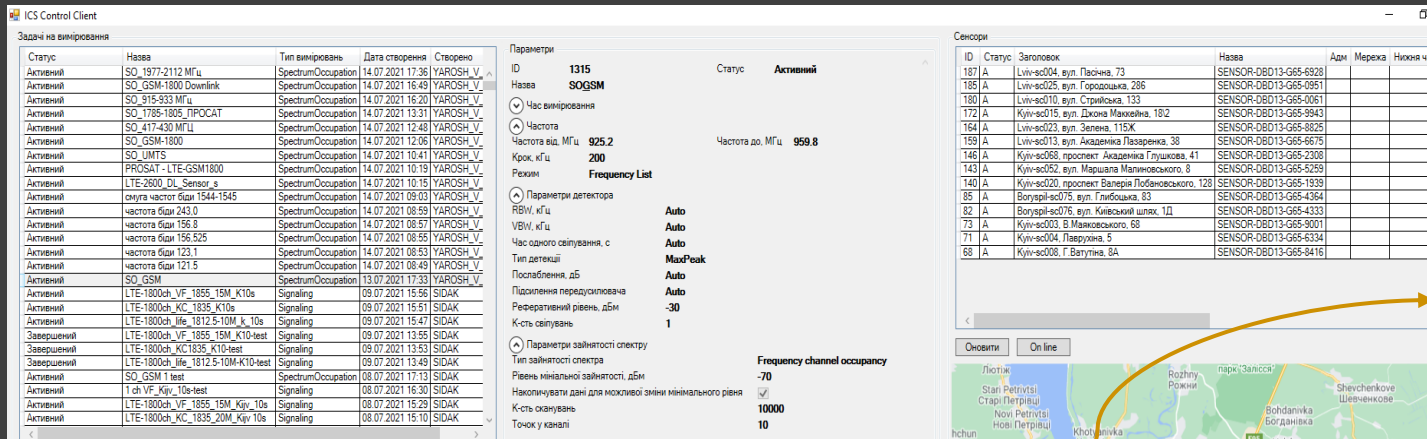 ICS Control Client
Задачі на вимірювання
Статус Назва Тип вимірювань Дата створення Створено
Активний SO_1977-2112 МГц SpectrumOccupation 14.07.2021 17:36 YAROSH_V_
Активний SO_GSM-1800 Downlink SpectrumOccupation 14.07.2021 16:49 YAROSH_V_
Активний SO_915-933 МГц SpectrumOccupation 14.07.2021 16:20 YAROSH_V_
Активний SO_1785-1805_ПРОСАТ SpectrumOccupation 14.07.2021 13:31 YAROSH_V_
Активний SO_417-430 МГЦ SpectrumOccupation 14.07.2021 12:48 YAROSH_V_
Активний SO_GSM-1800 SpectrumOccupation 14.07.2021 12:06 YAROSH_V_
Активний SO_UMTS SpectrumOccupation 14.07.2021 10:41 YAROSH_V_
Активний PROSAT - LTE-GSM1800 SpectrumOccupation 14.07.2021 10:19 YAROSH_V_
Активний LTE-2600_DL_Sensor_s SpectrumOccupation 14.07.2021 10:15 YAROSH_V_
Активний смуга частот біди 1544-1545 SpectrumOccupation 14.07.2021 09:03 YAROSH_V_
Активний частота біди 243,0 SpectrumOccupation 14.07.2021 08:59 YAROSH_V_
Активний частота біди 156.8 SpectrumOccupation 14.07.2021 08:57 YAROSH_V_
Активний частота біди 156,525 SpectrumOccupation 14.07.2021 08:55 YAROSH_V_
Активний частота біди 123,1 SpectrumOccupation 14.07.2021 08:53 YAROSH_V_
Активний частота біди 121.5 SpectrumOccupation 14.07.2021 08:49 YAROSH_V_
Активний SO_GSM SpectrumOccupation 13.07.2021 17:33 YAROSH_V_
Активний LTE-1800ch_VF_1855_15M_K10s Signaling 09.07.2021 15:56 SIDAK
Активний LTE-1800ch_KC_1835_K10s Signaling 09.07.2021 15:51 SIDAK
Активний LTE-1800ch_life_1812.5-10M_k_10s Signaling 09.07.2021 15:47 SIDAK
Завершений LTE-1800ch_VF_1855_15M_K10-test Signaling 09.07.2021 13:55 SIDAK
Завершений LTE-1800ch_KC1835_K10-test Signaling 09.07.2021 13:53 SIDAK
Завершений LTE-1800ch_life_1812.5-10M-K10-test Signaling 09.07.2021 13:49 SIDAK
Активний SO_GSM 1 test SpectrumOccupation 08.07.2021 17:13 SIDAK
Активний 1 ch VF_Kijv_10s-test Signaling 08.07.2021 16:30 SIDAK
Активний LTE-1800ch_VF_1855_15M_Kijv_10s Signaling 08.07.2021 15:29 SIDAK
Активний LTE-1800ch_KC_1835_20M_Kijv 10s Signaling 08.07.2021 15:10 SIDAK
Параметри
ID 1315 Статус Активний
Назва SOGSM
Час вимірювання
Частота
Частота від, МГц 925.2 Частота до, МГц 959.8
Крок, кГц 200
Режим Frequency List
Параметри детектора
RBW, кГц Auto
VBW, кГц Auto
Час одного свіпування, с Auto
Тип детекції MaxPeak
Послаблення, дБ Auto
Підсилення передусилювача Auto
Реферативний рівень, дБм -30
К-сть свіпувань 1
Параметри зайнятості спектру
Тип зайнятості спектра Frequency channel occupancy
Рівень мініальної зайнятості, дБм -70
Накопичувати дані для можливої зміни мінімального рівня
К-сть сканувань 10000
Точок у каналі 10
Сенсори
ID Статус Заголовок Назва Адм Мережа Нижня ч
187 A Lviv-sc004, вул. Пасічна, 73 SENSOR-DBD13-G65-6928
185 A Lviv-sc025, вул. Городоцька, 286 SENSOR-DBD13-G65-0951
180 A Lviv-sc010, вул. Стрийська, 133 SENSOR-DBD13-G65-0061
172 A Kyiv-sc015, вул. Джона Маккейна, 18\2 SENSOR-DBD13-G65-9943
164 A Lviv-sc023, вул. Зелена, 115Ж SENSOR-DBD13-G65-8825
159 A Lviv-sc013, вул. Академіка Лазаренка, 38 SENSOR-DBD13-G65-6675
146 A Kyiv-sc068, проспект Академіка Глушкова, 41 SENSOR-DBD13-G65-2308
143 A Kyiv-sc052, вул. Маршала Малиновського, 8 SENSOR-DBD13-G65-5259
140 A Kyiv-sc020, проспект Валерія Лобановського, 128 SENSOR-DBD13-G65-1939
85 A Boryspil-sc075, вул. Глибоцька, 83 SENSOR-DBD13-G65-4364
82 A Boryspil-sc076, вул. Київський шлях, 1Д SENSOR-DBD13-G65-4333
73 A Kyiv-sc003, В.Маяковського, 68 SENSOR-DBD13-G65-9001
71 A Kyiv-sc004, Лаврухіна, 5 SENSOR-DBD13-G65-6334
68 A Kyiv-sc008, Г.Ватутіна, 8А SENSOR-DBD13-G65-8416
Оновити On line
Лютіж
Rozhny
Рожни
парк "Залісся"
Stari Petrivtsi
Старі Петрівці
Novi Petrivtsi
Нові Петрівці
Shevchenkove
Шевченкове
Bohdanivka
Богданівка
hchun
Khotyanivka